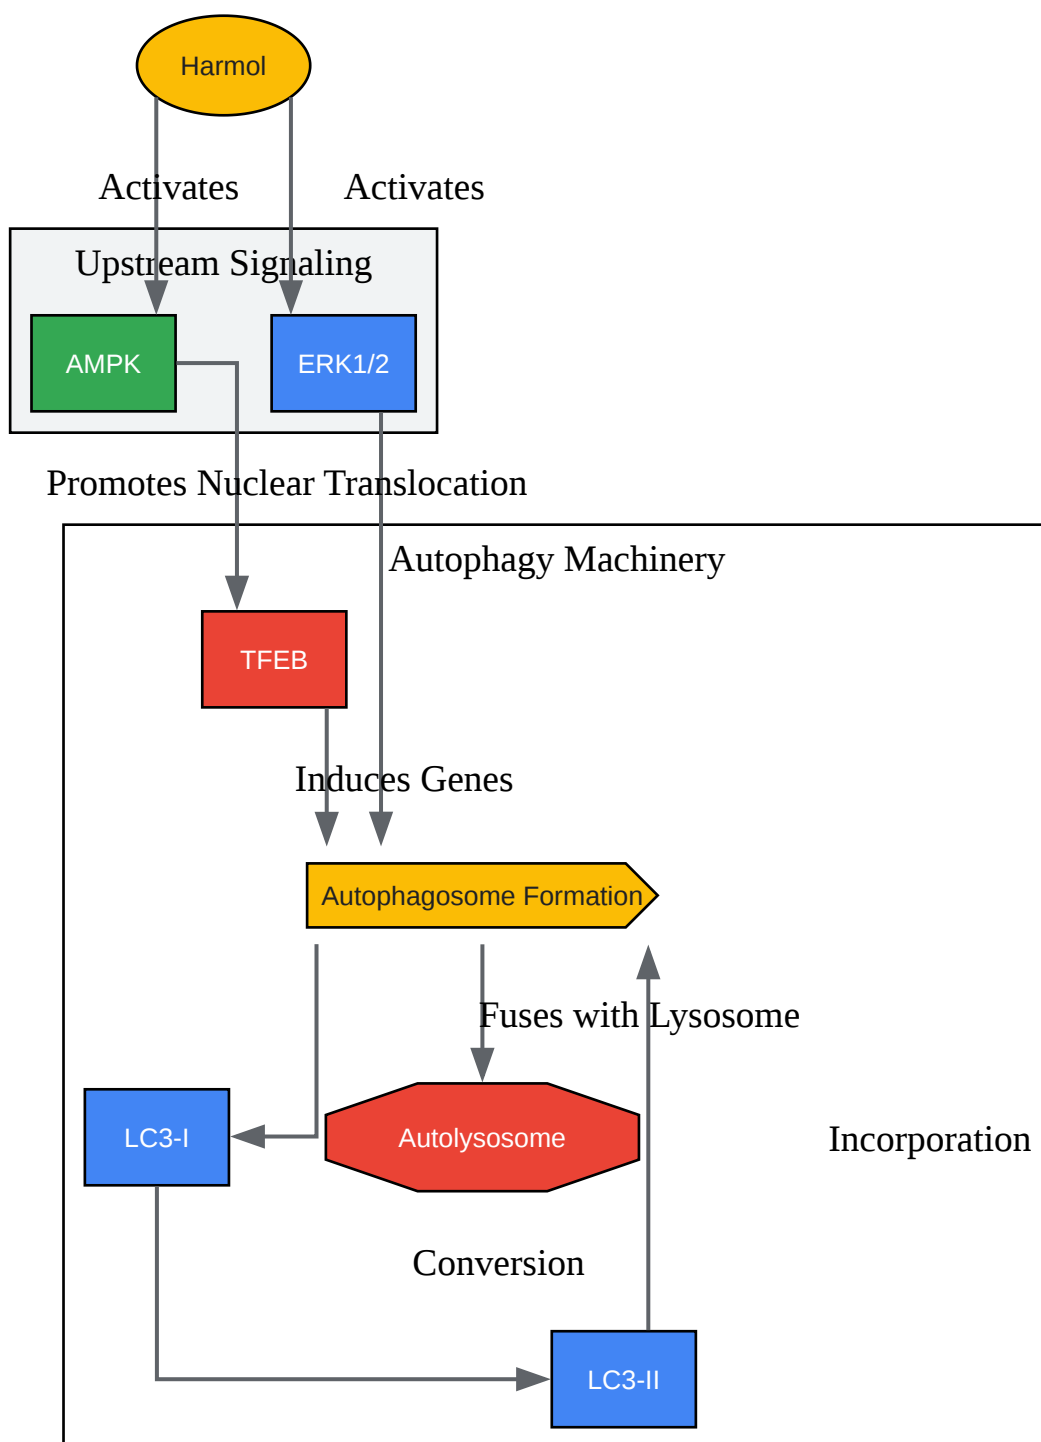 Harmol
Activates
Activates
Upstream Signaling
AMPK
ERK1/2
Promotes Nuclear Translocation
Autophagy Machinery
TFEB
Induces Genes
Autophagosome Formation
Fuses with Lysosome
LC3-I
Autolysosome
Incorporation
Conversion
LC3-II